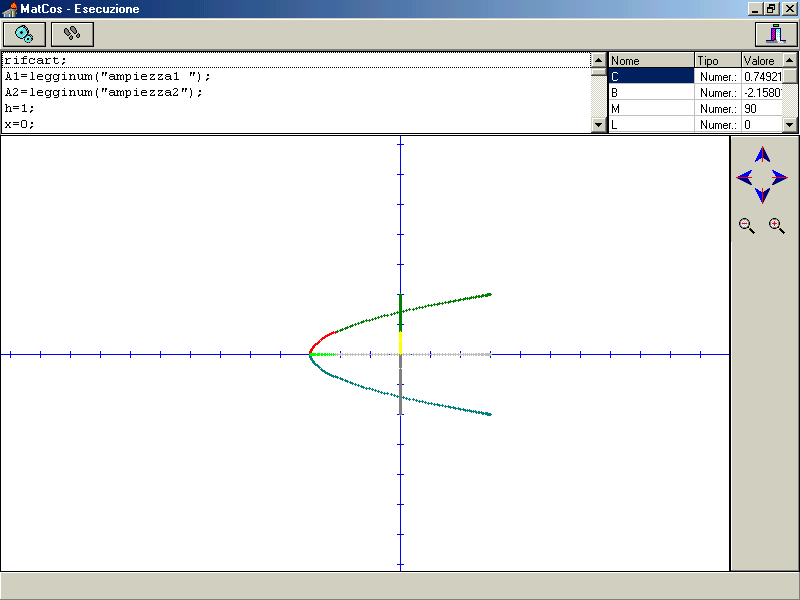 MatCos - Esecuzione
rifcart;
A1=legginum("ampiezza1 ");
A2=legginum("ampiezza2");
h=1;
x=0;
Nome Tipo Valore
C Numer.: 0.74921
B Numer.: -2.1580
M Numer.: 90
L Numer.: 0